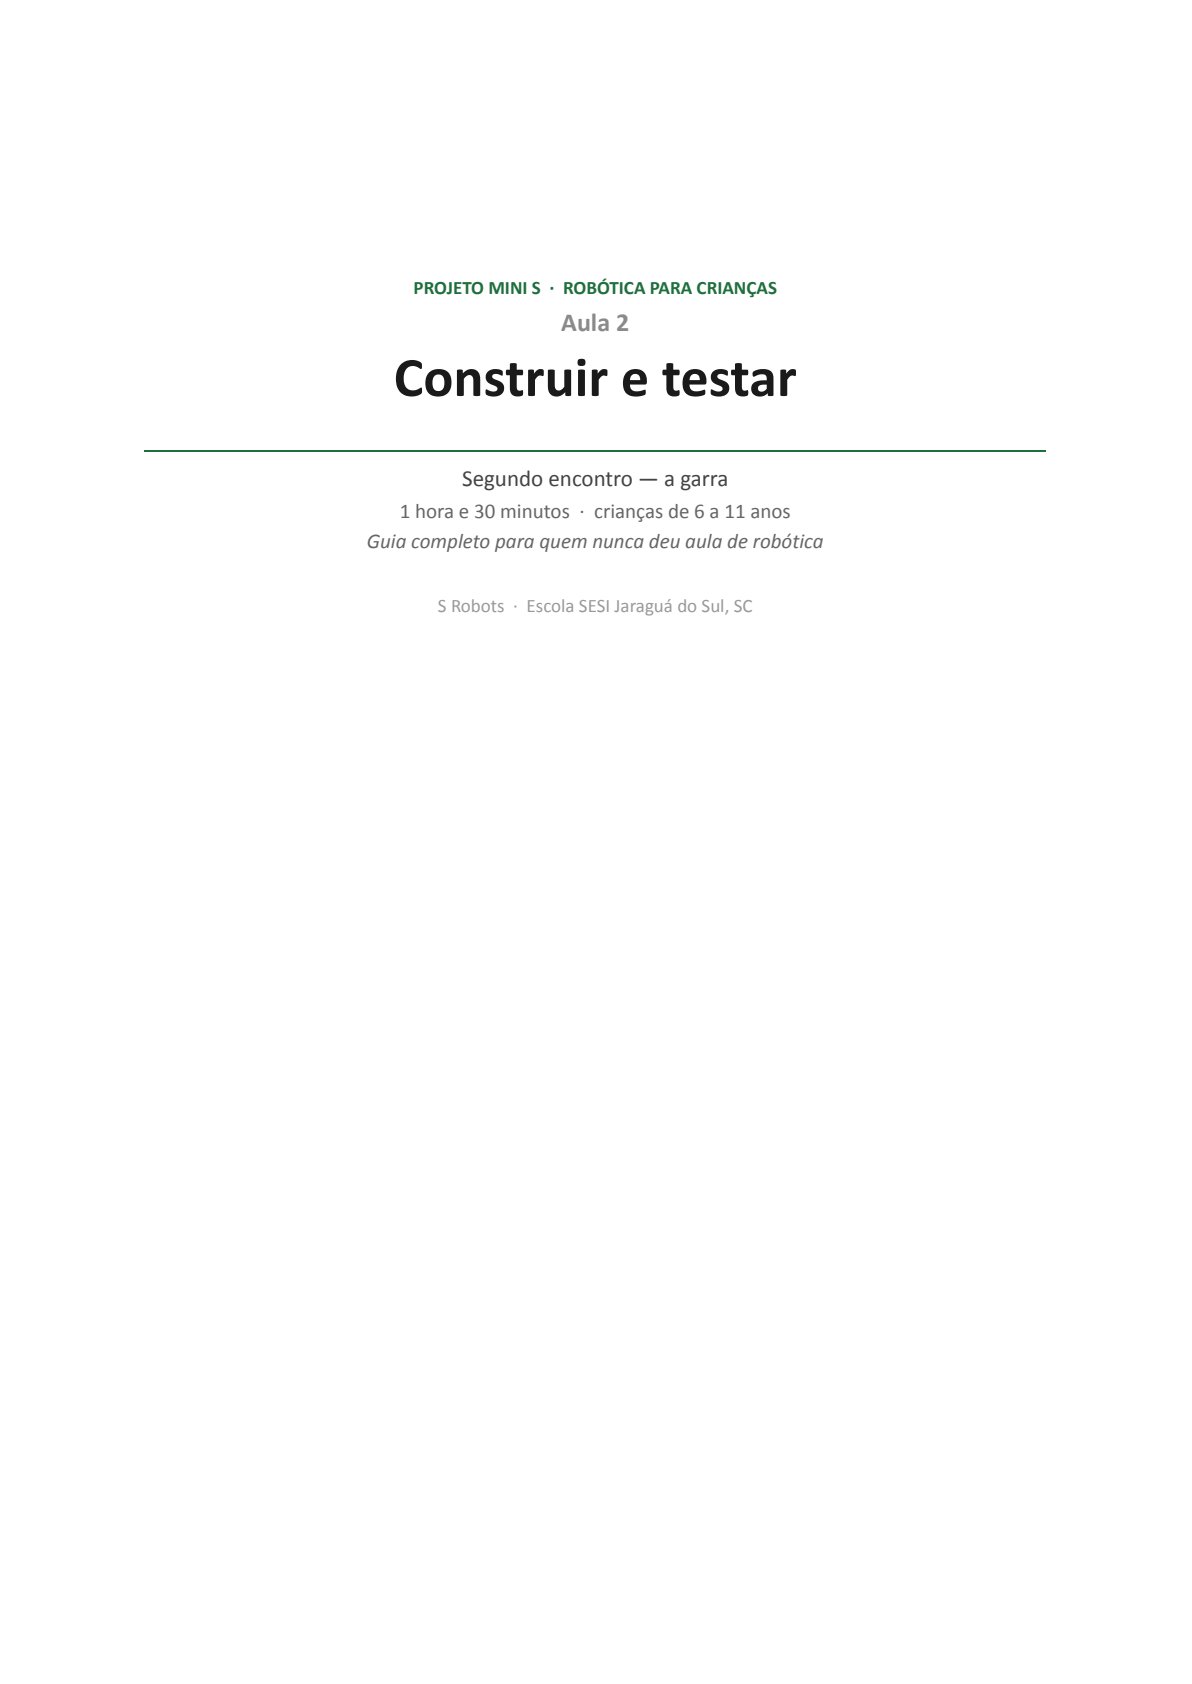 PROJETO MINI S · ROBÓTICA PARA CRIANÇAS
Aula 2
Construir e testar
Segundo encontro — a garra
1 hora e 30 minutos · crianças de 6 a 11 anos
Guia completo para quem nunca deu aula de robótica
S Robots · Escola SESI Jaraguá do Sul, SC